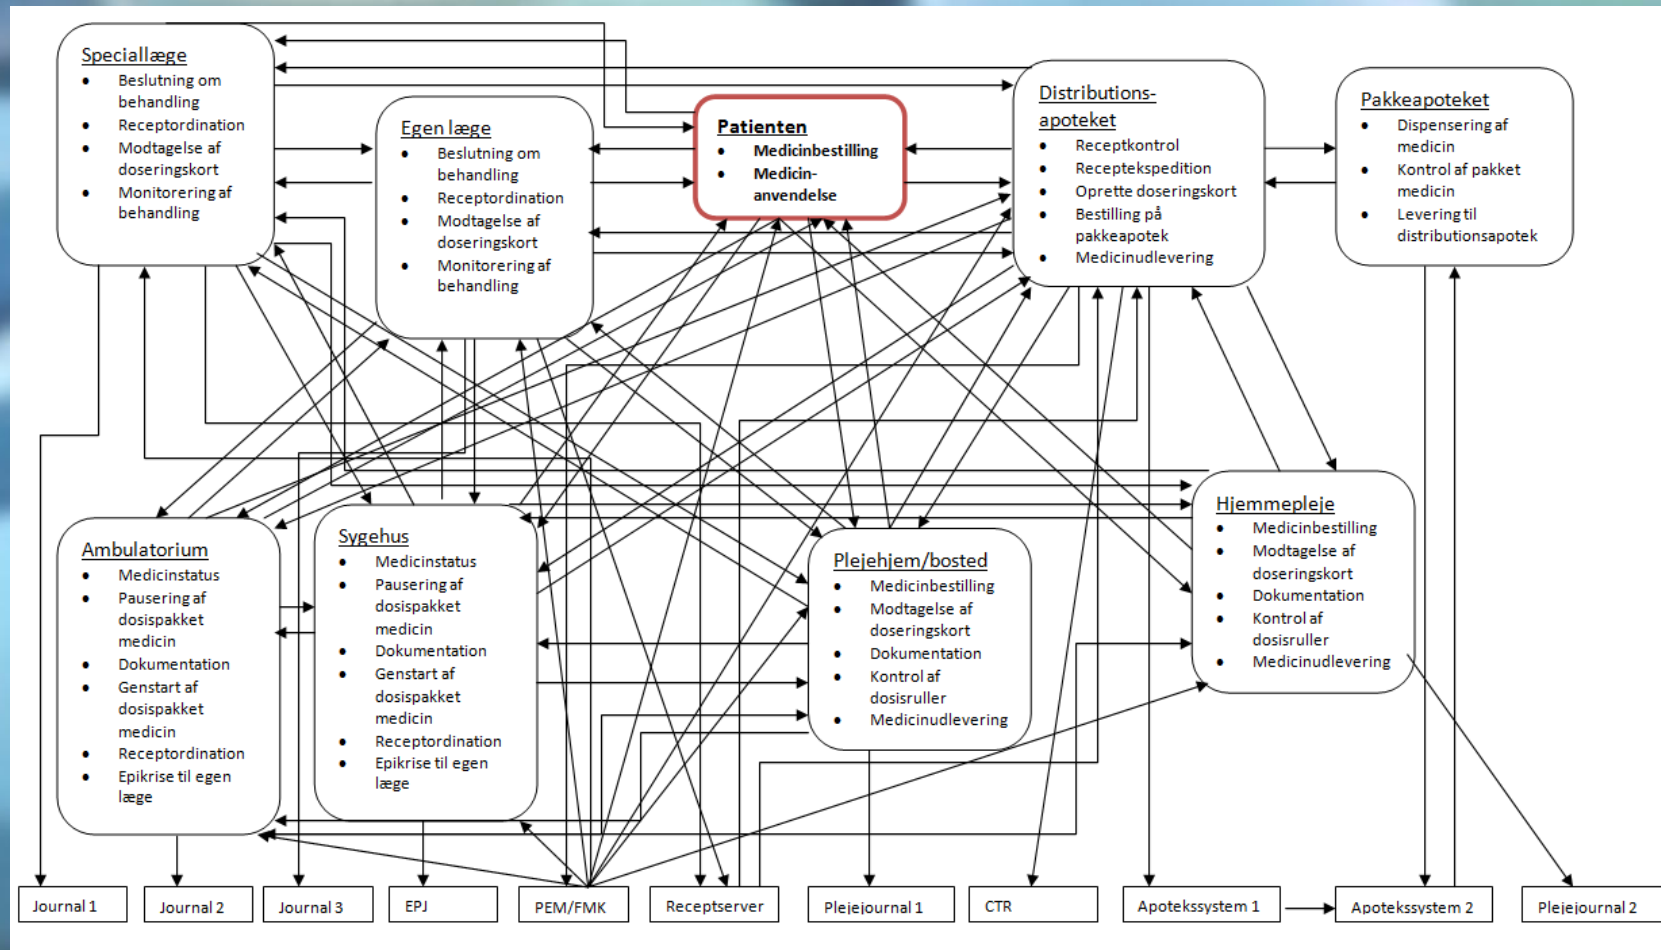 Speciallæge
Beslutning om
behandling
Receptordination
Modtagelse af
doseringskort
Monitorering af
behandling
Egen læge
Beslutning om
behandling
Receptordination
Modtagelse af
doseringskort
Monitorering af
behandling
Patienten
Medicinbestilling
Medicin-
anvendelse
Distributions-
apoteket
Receptkontrol
Receptekspedition
Oprette doseringskort
Bestilling på
pakkeapotek
Medicinudlevering
Pakkeapoteket
Dispensering af
medicin
Kontrol af pakket
medicin
Levering til
distributionsapotek
Ambulatorium
Medicinstatus
Pausering af
dosispakket
medicin
Dokumentation
Genstart af
dosispakket
medicin
Receptordination
Epikrise til egen
læge
Sygehus
Medicinstatus
Pausering af
dosispakket
medicin
Dokumentation
Genstart af
dosispakket
medicin
Receptordination
Epikrise til egen
læge
Plejehjem/bosted
Medicinbestilling
Modtagelse af
doseringskort
Dokumentation
Kontrol af
dosisruller
Medicinudlevering
Hjemmepleje
Medicinbestilling
Modtagelse af
doseringskort
Dokumentation
Kontrol af
dosisruller
Medicinudlevering
Journal 1
Journal 2
Journal 3
EPJ
PEM/FMK
Receptserver
Plejejournal 1
CTR
Apotekssystem 1
Apotekssystem 2
Plejejournal 2